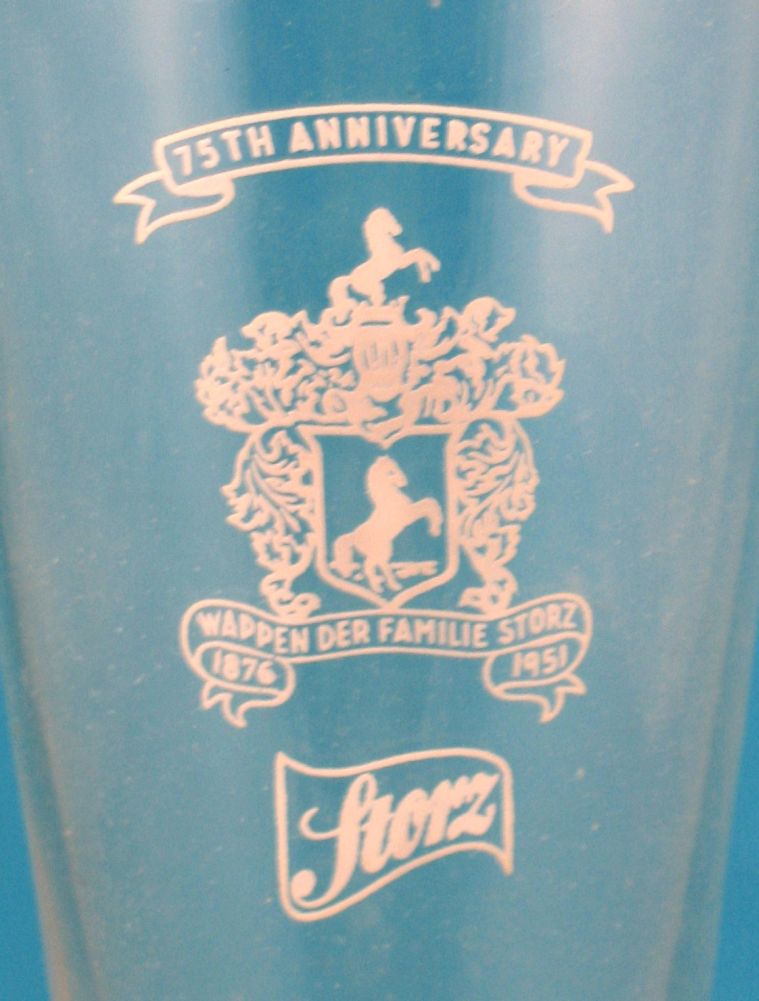 75TH ANNIVERSARY
WAPPEN DER FAMILIE STORZ
1876 1951
Storz